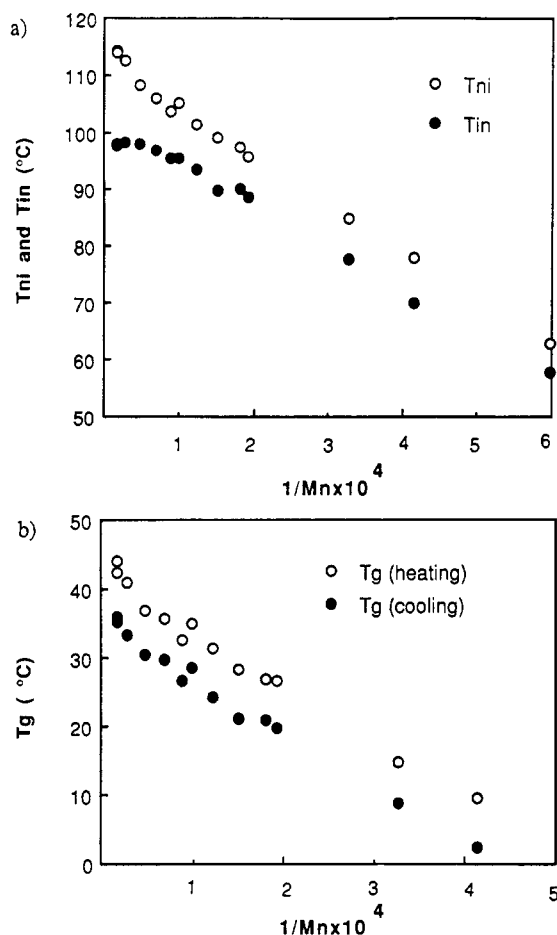 a)
120
110
100
90
80
70
60
50
Tni and Tin (°C)
Tni
Tin
1 2 3 4 5 6
1/Mnx10 4
b)
50
40
30
20
10
0
Tg ( °C)
Tg (heating)
Tg (cooling)
1 2 3 4 5
1/Mnx10 4